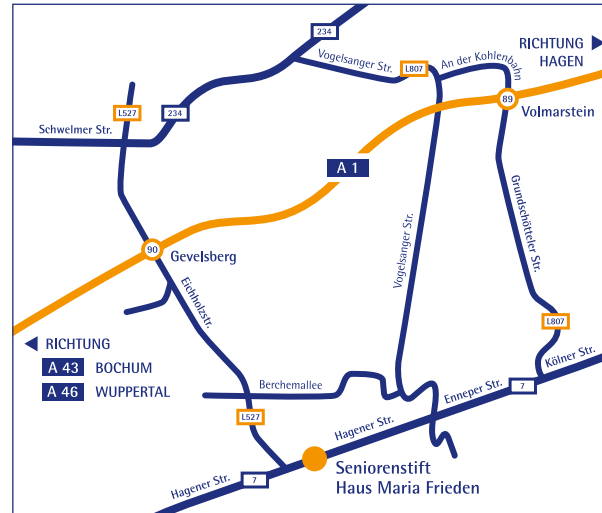 234
Vogelsanger Str.
L807
An der Kohlenbahn
RICHTUNG
HAGEN
L527
234
Schwelmer Str.
89
Volmarstein
A 1
Vogelsanger Str.
Grundschötteler Str.
90
Gevelsberg
Eichholzstr.
RICHTUNG
A 43 BOCHUM
A 46 WUPPERTAL
L807
Kölner Str.
Berchemallee
Enneper Str.
7
L527
Hagener Str.
Hagener Str.
7
Seniorenstift
Haus Maria Frieden